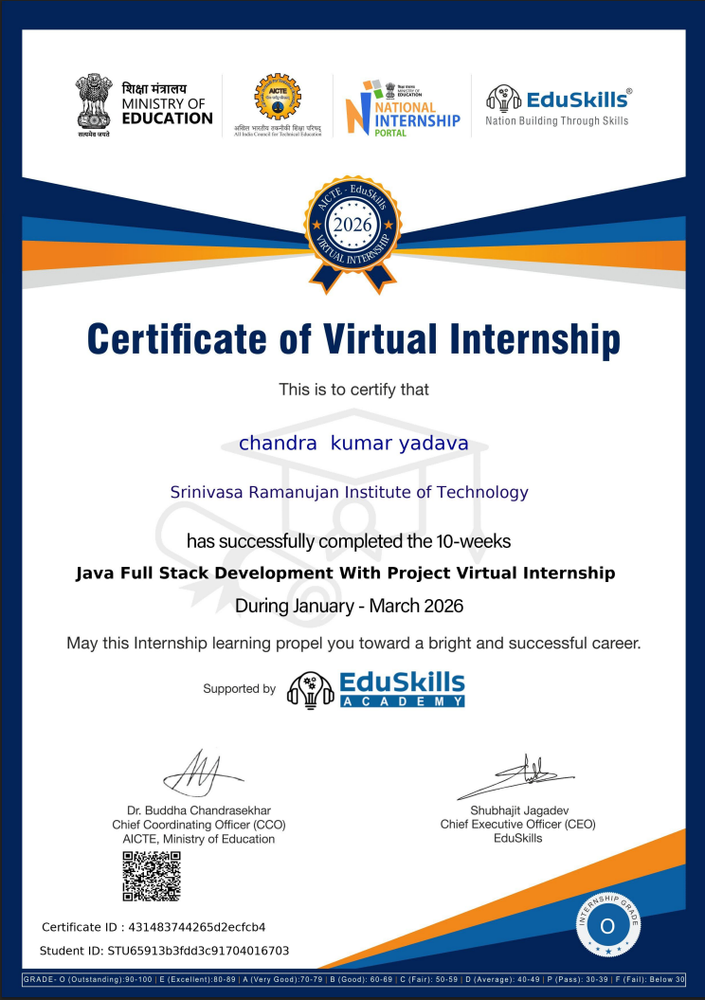 शिक्षा मंत्रालय
MINISTRY OF
EDUCATION
सत्यमेव जयते
AICTE
अखिल भारतीय तकनीकी शिक्षा परिषद्
All India Council for Technical Education
शिक्षा मंत्रालय
MINISTRY OF
EDUCATION
NATIONAL
INTERNSHIP
PORTAL
EduSkills®
Nation Building Through Skills
AICTE - EduSkills
2026
VIRTUAL INTERNSHIP
Certificate of Virtual Internship
This is to certify that
chandra kumar yadava
Srinivasa Ramanujan Institute of Technology
has successfully completed the 10-weeks
Java Full Stack Development With Project Virtual Internship
During January - March 2026
May this Internship learning propel you toward a bright and successful career.
Supported by
EduSkills
ACADEMY
Dr. Buddha Chandrasekhar
Chief Coordinating Officer (CCO)
AICTE, Ministry of Education
Shubhajit Jagadev
Chief Executive Officer (CEO)
EduSkills
Certificate ID : 431483744265d2ecfcb4
Student ID: STU65913b3fdd3c91704016703
INTERNSHIP GRADE
O
GRADE- O (Outstanding):90-100 | E (Excellent):80-89 | A (Very Good):70-79 | B (Good): 60-69 | C (Fair): 50-59 | D (Average): 40-49 | P (Pass): 30-39 | F (Fail): Below 30